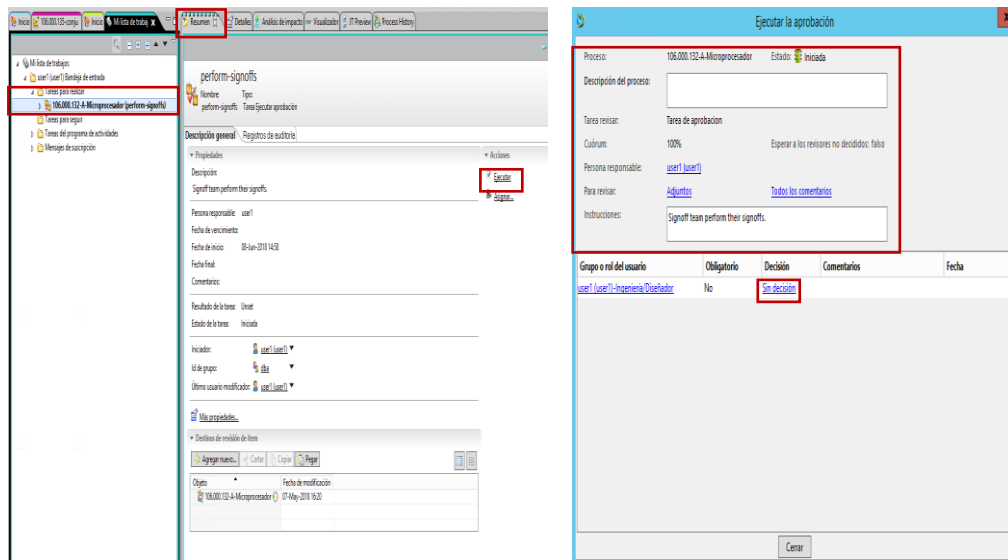 Inicio
106.000.135-conju
Inicio
Mi lista de trabaj
Resumen
Detalles
Análisis de impacto
Visualizador
JT Preview
Process History
Mi lista de trabajos
user1 (user1) Bandeja de entrada
Tareas para realizar
106.000.132-A-Microprocesador (perform-signoffs)
Tareas para seguir
Tareas del programa de actividades
Mensajes de suscripción
perform-signoffs
Nombre: Tipo:
perform-signoffs Tarea Ejecutar aprobación
Descripción general Registros de auditoría
Propiedades
Descripción:
Signoff team perform their signoffs.
Persona responsable: user1
Fecha de vencimiento:
Fecha de inicio: 08-Jun-2018 14:58
Fecha final:
Comentarios:
Resultado de la tarea: Unset
Estado de la tarea: Iniciada
Iniciador: user1 (user1)
Id de grupo: dba
Último usuario modificador: user1 (user1)
Más propiedades...
Destinos de revisión de ítem
Agregar nuevo... Cortar Copiar Pegar
Objeto Fecha de modificación
106.000.132-A-Microprocesador 07-May-2018 16:20
Acciones
Ejecutar
Asignar...
Ejecutar la aprobación
x
Proceso: 106.000.132-A-Microprocesador Estado: Iniciada
Descripción del proceso:
Tarea revisar: Tarea de aprobacion
Cuórum: 100% Esperar a los revisores no decididos: falso
Persona responsable: user1 (user1)
Para revisar: Adjuntos Todos los comentarios
Instrucciones: Signoff team perform their signoffs.
Grupo o rol del usuario Obligatorio Decisión Comentarios Fecha
user1 (user1)-Ingeniería/Diseñador No Sin decisión
Cerrar